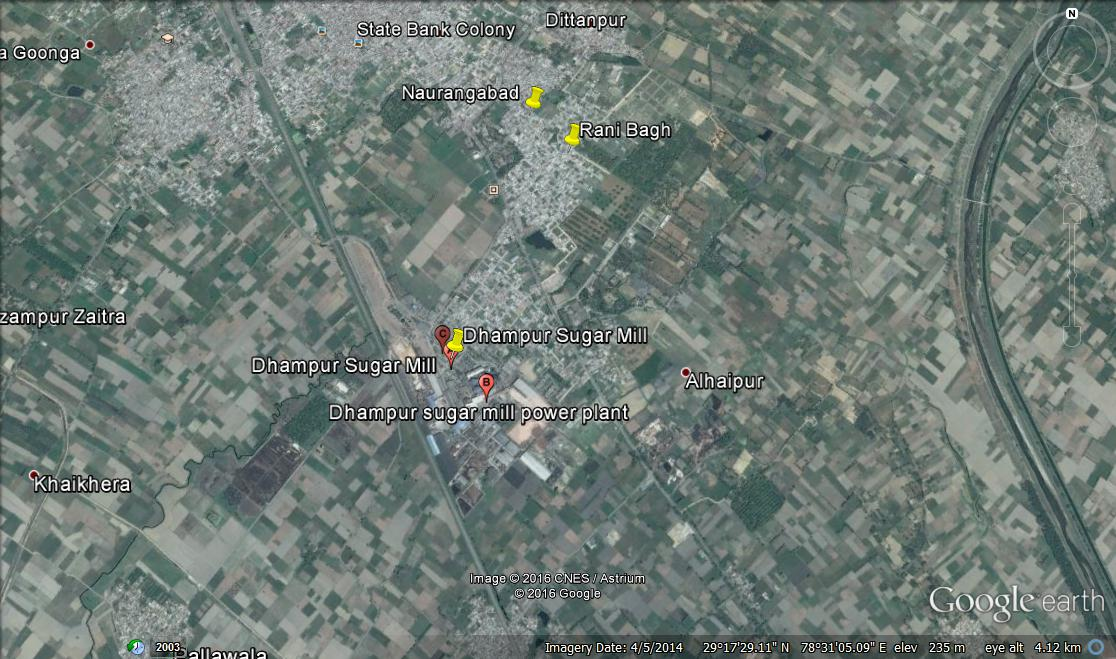 Dittanpur
N
State Bank Colony
a Goonga
Naurangabad
Rani Bagh
zampur Zaitra
C
Dhampur Sugar Mill
Dhampur Sugar Mill
B
Alhaipur
Dhampur sugar mill power plant
Khaikhera
Image © 2016 CNES / Astrium
© 2016 Google
Google earth
2003
Pallawala
Imagery Date: 4/5/2014 29°17'29.11" N 78°31'05.09" E elev 235 m eye alt 4.12 km